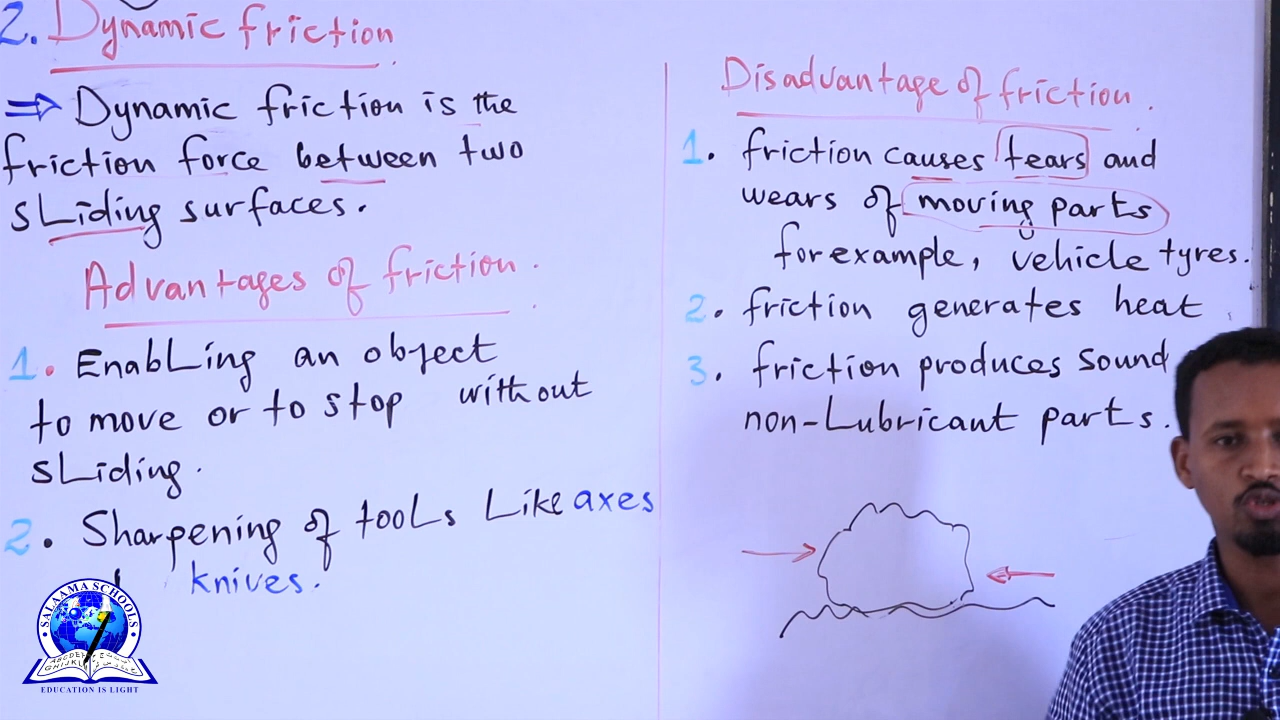 2. Dynamic friction.
⇒ Dynamic friction is the
friction force between two
sliding surfaces.
Advantages of friction.
1. Enabling an object
to move or to stop without
sliding.
2. Sharpening of tools like axes
knives.
Disadvantage of friction.
1. friction causes tears and
wears of moving parts
for example, vehicle tyres.
2. friction generates heat.
3. friction produces sound
non-lubricant parts.
SALAAMA SCHOOLS
EDUCATION IS LIGHT